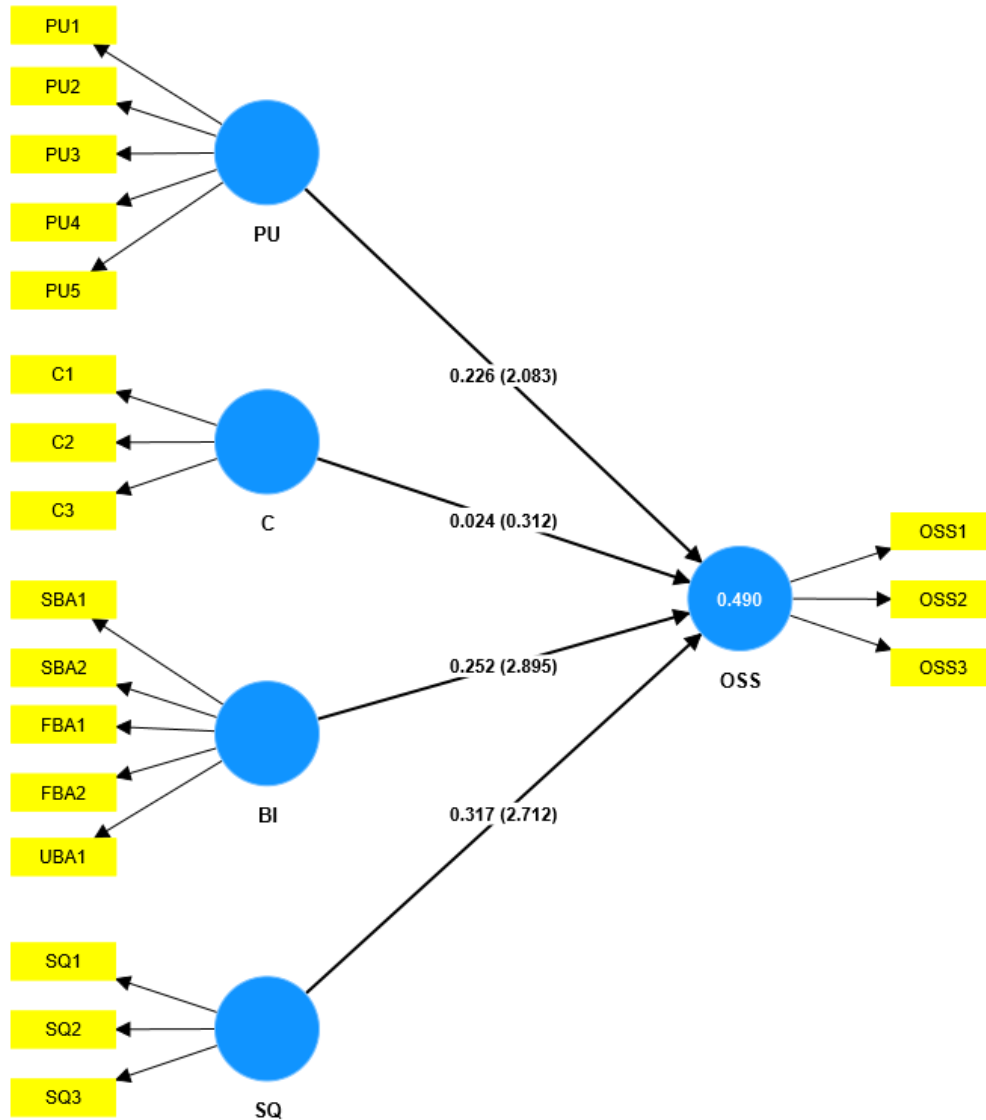 PU1
PU2
PU3
PU4
PU5
PU
0.226 (2.083)
C1
C2
C3
C
0.024 (0.312)
SBA1
SBA2
FBA1
FBA2
UBA1
BI
0.252 (2.895)
SQ1
SQ2
SQ3
SQ
0.317 (2.712)
0.490
OSS
OSS1
OSS2
OSS3